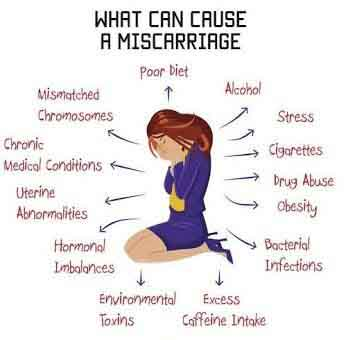 WHAT CAN CAUSE
A MISCARRIAGE
Poor Diet
Alcohol
Mismatched
Chromosomes
Stress
Chronic
Medical Conditions
Cigarettes
Drug Abuse
Uterine
Abnormalities
Obesity
Hormonal
Imbalances
Bacterial
Infections
Environmental
Toxins
Excess
Caffeine Intake